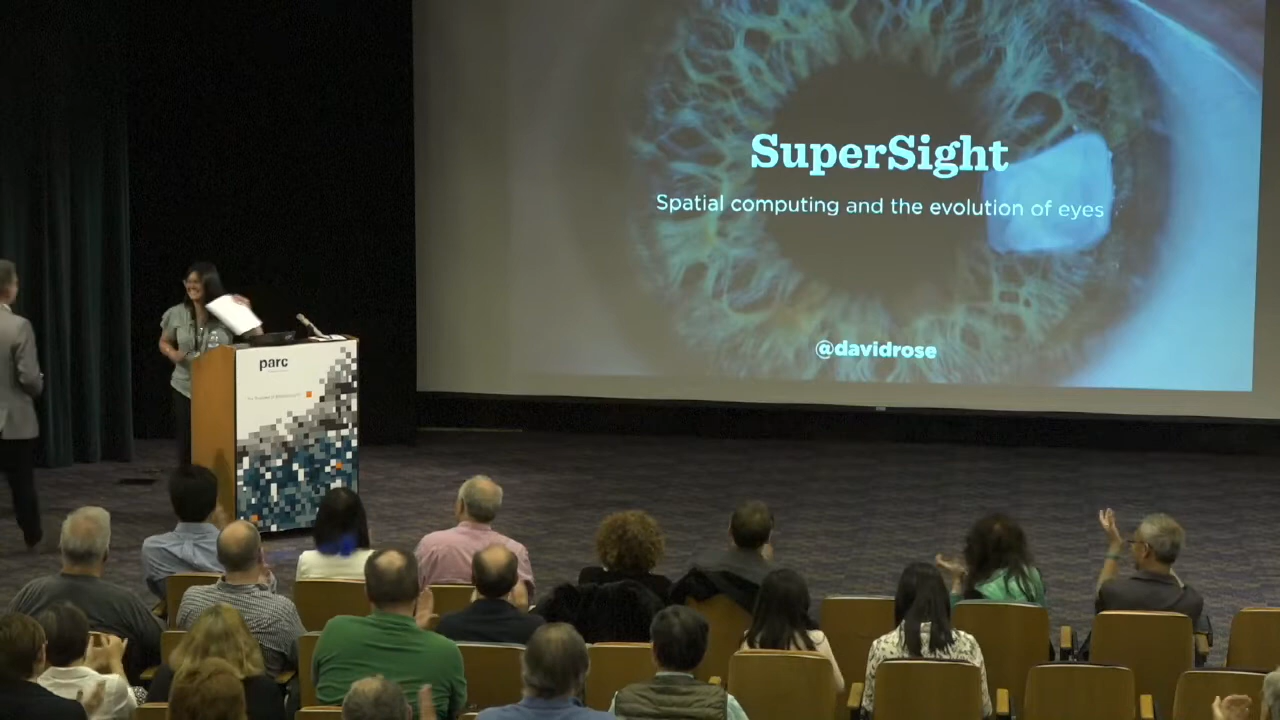 SuperSight
Spatial computing and the evolution of eyes
@davidrose
parc